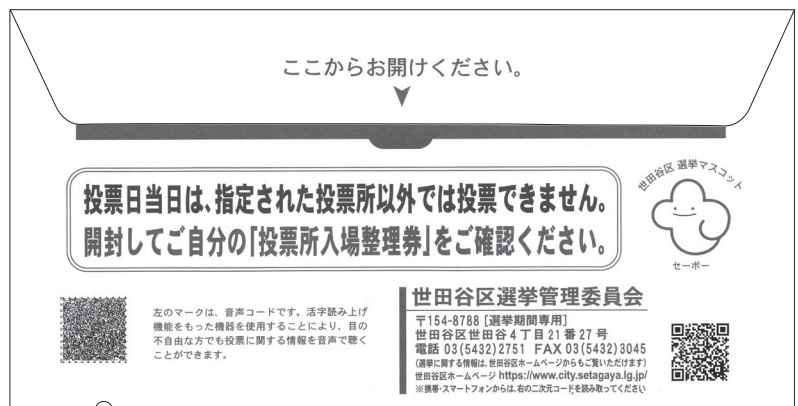 ここからお開けください。
投票日当日は、指定された投票所以外では投票できません。
開封してご自分の「投票所入場整理券」をご確認ください。
世田谷区 選挙マスコット
セーボー
左のマークは、音声コードです。活字読み上げ
機能をもった機器を使用することにより、目の
不自由な方でも投票に関する情報を音声で聴く
ことができます。
世田谷区選挙管理委員会
〒154-8788 [選挙期間専用]
世田谷区世田谷4丁目21番27号
電話 03(5432)2751 FAX 03(5432)3045
(選挙に関する情報は、世田谷区ホームページからもご覧いただけます)
世田谷区ホームページ https://www.city.setagaya.lg.jp/
※携帯・スマートフォンからは、右の二次元コードを読み取ってください